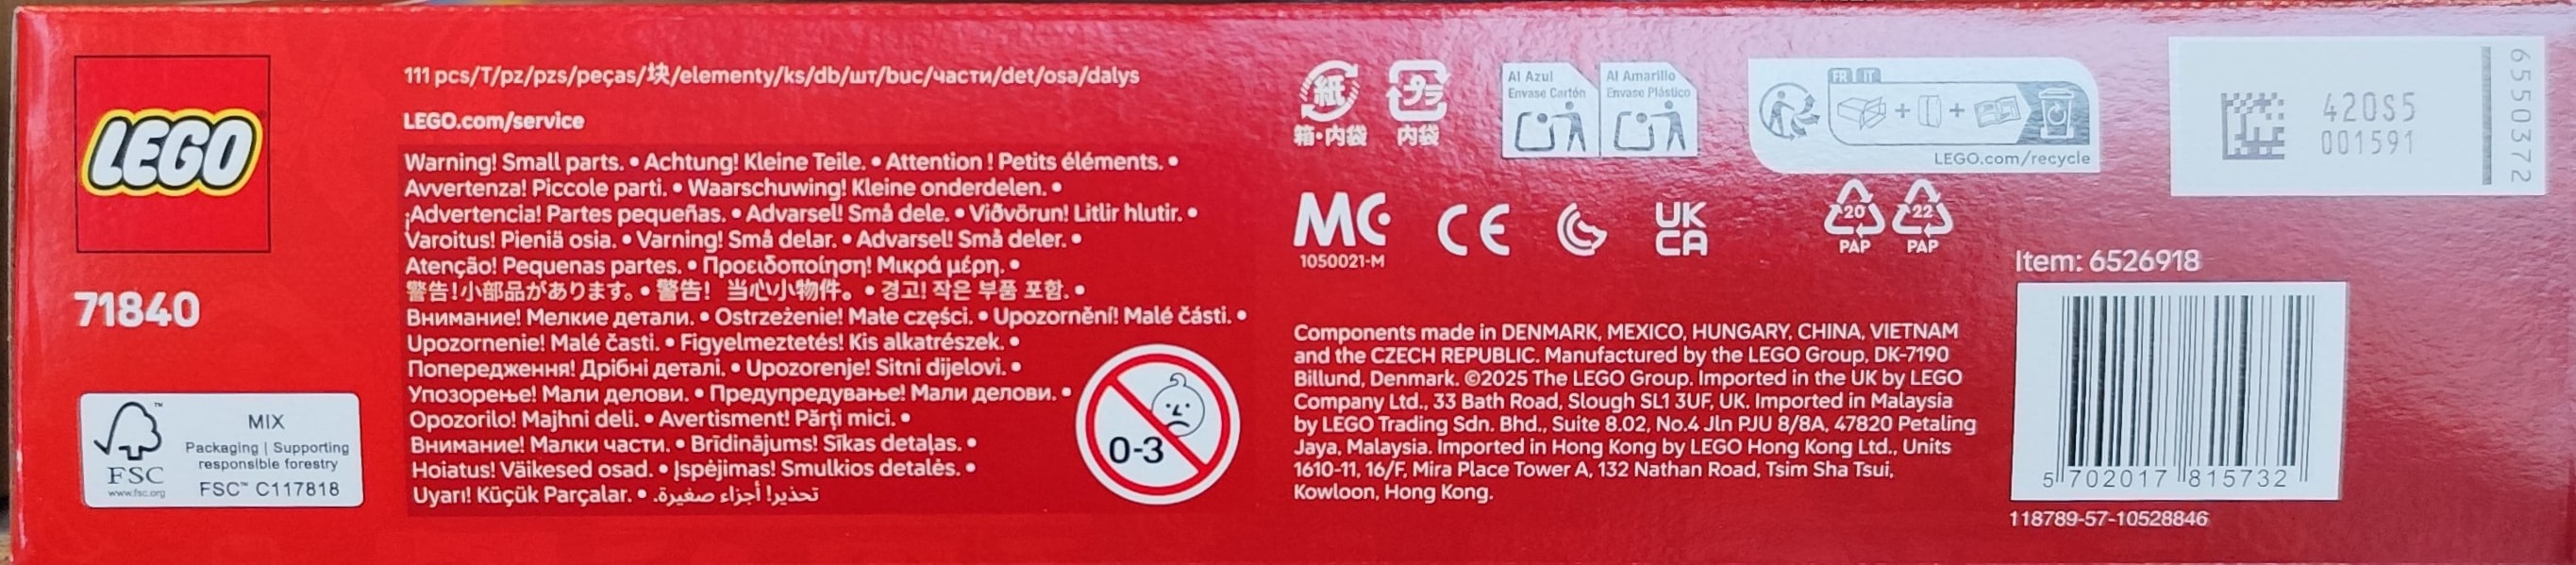 LEGO
71840
FSC
www.fsc.org
MIX
Packaging | Supporting
responsible forestry
FSC™ C117818
111 pcs/T/pz/pzs/peças/块/elementy/ks/db/шт/buc/части/det/osa/dalys
LEGO.com/service
Warning! Small parts. • Achtung! Kleine Teile. • Attention ! Petits éléments. •
Avvertenza! Piccole parti. • Waarschuwing! Kleine onderdelen. •
¡Advertencia! Partes pequeñas. • Advarsel! Små dele. • Viðvörun! Litlir hlutir. •
Varoitus! Pieniä osia. • Varning! Små delar. • Advarsel! Små deler. •
Atenção! Pequenas partes. • Προειδοποίηση! Μικρά μέρη. •
警告!小部品があります。• 警告! 当心小物件。• 경고! 작은 부품 포함. •
Внимание! Мелкие детали. • Ostrzeżenie! Małe części. • Upozornění! Malé části. •
Upozornenie! Malé časti. • Figyelmeztetés! Kis alkatrészek. •
Попередження! Дрібні деталі. • Upozorenje! Sitni dijelovi. •
Упозорење! Мали делови. • Предупредување! Мали делови. •
Opozorilo! Majhni deli. • Avertisment! Părți mici. •
Внимание! Малки части. • Brīdinājums! Sīkas detaļas. •
Hoiatus! Väikesed osad. • Įspėjimas! Smulkios detalės. •
Uyarı! Küçük Parçalar. • تحذير! أجزاء صغيرة.
0-3
紙
箱・内袋
プラ
内袋
Al Azul
Envase Cartón
Al Amarillo
Envase Plástico
FR IT
LEGO.com/recycle
MC
1050021-M
CE
UK
CA
20
PAP
22
PAP
Components made in DENMARK, MEXICO, HUNGARY, CHINA, VIETNAM
and the CZECH REPUBLIC. Manufactured by the LEGO Group, DK-7190
Billund, Denmark. ©2025 The LEGO Group. Imported in the UK by LEGO
Company Ltd., 33 Bath Road, Slough SL1 3UF, UK. Imported in Malaysia
by LEGO Trading Sdn. Bhd., Suite 8.02, No.4 Jln PJU 8/8A, 47820 Petaling
Jaya, Malaysia. Imported in Hong Kong by LEGO Hong Kong Ltd., Units
1610-11, 16/F, Mira Place Tower A, 132 Nathan Road, Tsim Sha Tsui,
Kowloon, Hong Kong.
420S5
001591
6550372
Item: 6526918
5 702017 815732
118789-57-10528846